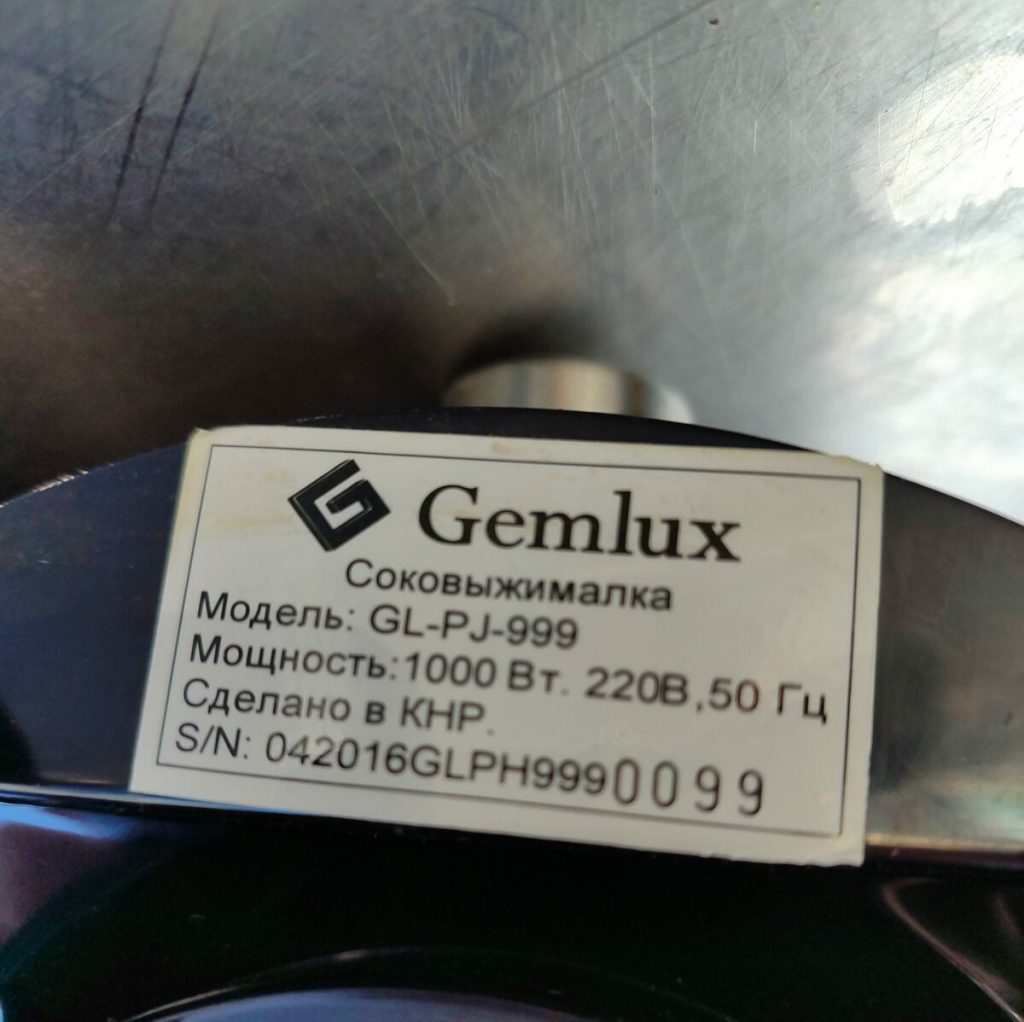 Gemlux
Соковыжималка
Модель: GL-PJ-999
Мощность:1000 Вт. 220В,50 Гц
Сделано в КНР.
S/N: 042016GLPH9990099